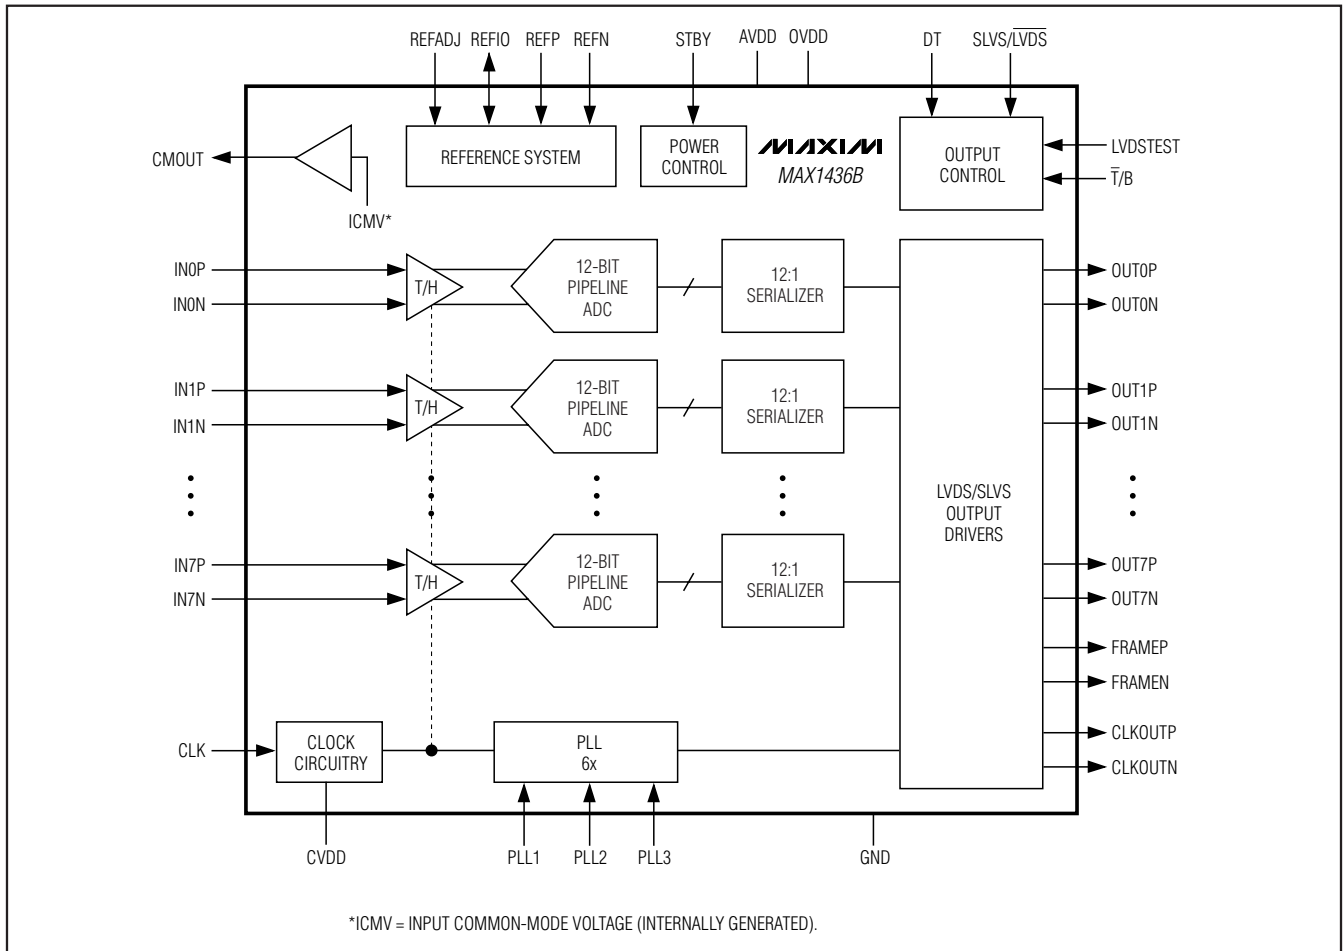 REFADJ REFIO REFP REFN STBY AVDD OVDD DT SLVS/L̅V̅D̅S̅
REFERENCE SYSTEM
POWER
CONTROL
MAXIM
MAX1436B
OUTPUT
CONTROL
LVDSTEST
T̅/B
CMOUT
ICMV*
IN0P
IN0N
T/H
12-BIT
PIPELINE
ADC
12:1
SERIALIZER
OUT0P
OUT0N
IN1P
IN1N
T/H
12-BIT
PIPELINE
ADC
12:1
SERIALIZER
OUT1P
OUT1N
LVDS/SLVS
OUTPUT
DRIVERS
IN7P
IN7N
T/H
12-BIT
PIPELINE
ADC
12:1
SERIALIZER
OUT7P
OUT7N
FRAMEP
FRAMEN
CLK
CLOCK
CIRCUITRY
PLL
6x
CLKOUTP
CLKOUTN
CVDD PLL1 PLL2 PLL3 GND
*ICMV = INPUT COMMON-MODE VOLTAGE (INTERNALLY GENERATED).